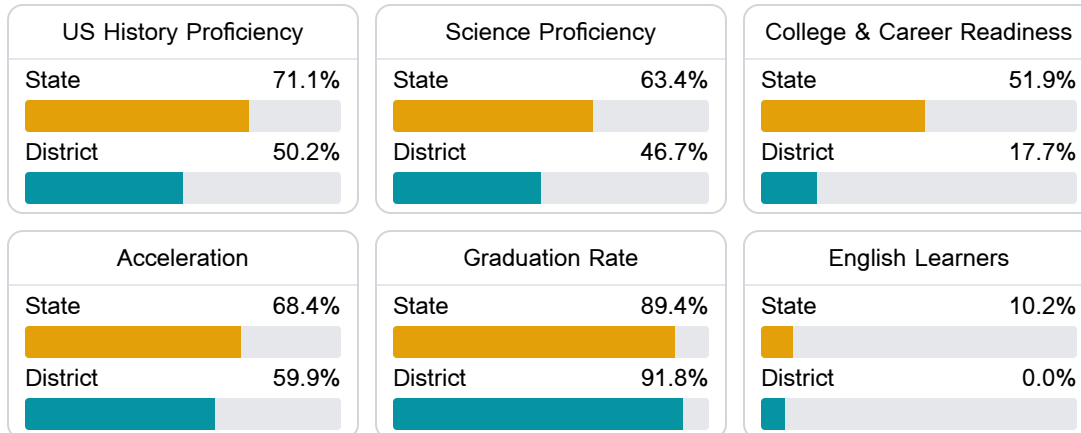 US History Proficiency
State 71.1%
District 50.2%
Science Proficiency
State 63.4%
District 46.7%
College & Career Readiness
State 51.9%
District 17.7%
Acceleration
State 68.4%
District 59.9%
Graduation Rate
State 89.4%
District 91.8%
English Learners
State 10.2%
District 0.0%